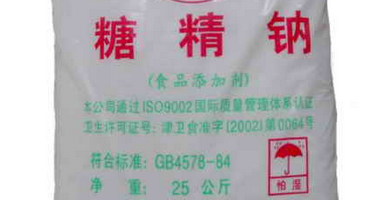 糖精钠
(食品添加剂)
本公司通过ISO9002国际质量管理体系认证
卫生许可证号：津卫食准字(2002)第0064号
符合标准：GB4578-84
净 重：25公斤
怕湿